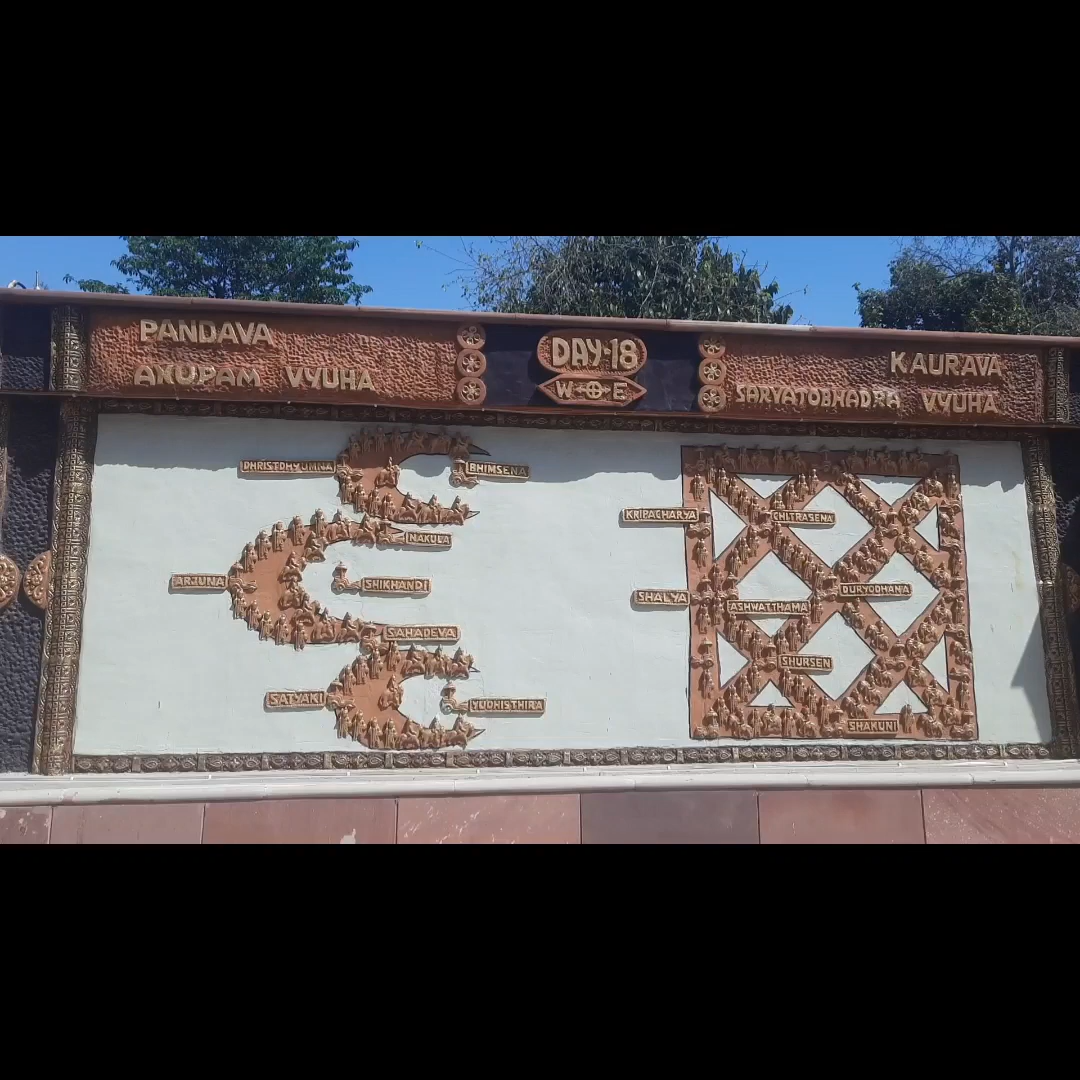 PANDAVA
ANUPAM VYUHA
DAY-18
W E
KAURAVA
SARVATOBHADRA VYUHA
DHRISTDHYUMNA
BHIMSENA
NAKULA
ARJUNA
SHIKHANDI
SAHADEVA
SATYAKI
YUDHISTHIRA
KRIPACHARYA
CHITRASENA
SHALYA
DURYODHANA
ASHWATTHAMA
SHURSEN
SHAKUNI